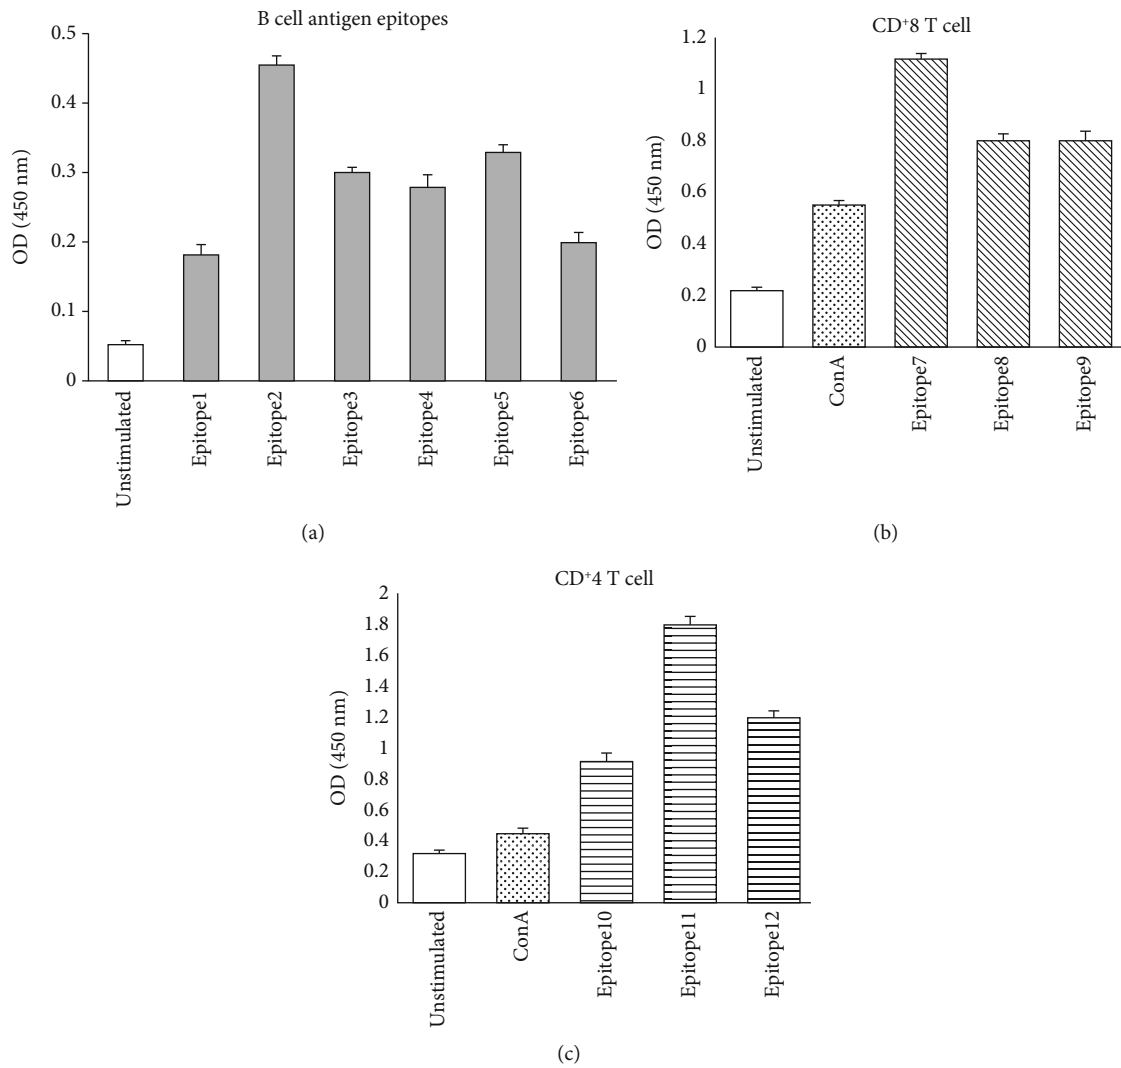 B cell antigen epitopes
OD (450 nm)
0.5
0.4
0.3
0.2
0.1
0
Unstimulated
Epitope1
Epitope2
Epitope3
Epitope4
Epitope5
Epitope6
(a)
CD⁺8 T cell
OD (450 nm)
1.2
1
0.8
0.6
0.4
0.2
0
Unstimulated
ConA
Epitope7
Epitope8
Epitope9
(b)
CD⁺4 T cell
OD (450 nm)
2
1.8
1.6
1.4
1.2
1
0.8
0.6
0.4
0.2
0
Unstimulated
ConA
Epitope10
Epitope11
Epitope12
(c)